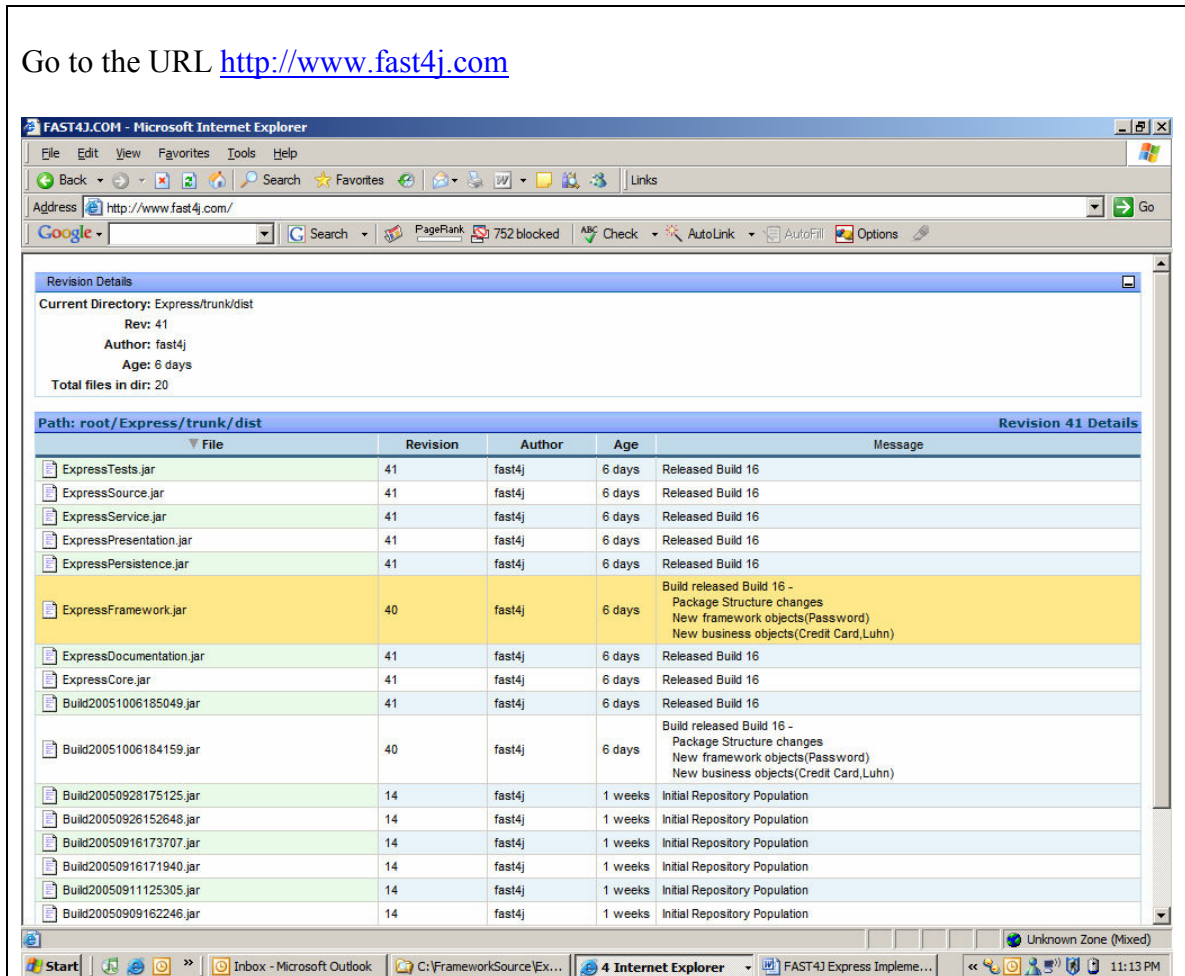 Go to the URL http://www.fast4j.com
FAST4J.COM - Microsoft Internet Explorer
File Edit View Favorites Tools Help
Back Search Favorites Links
Address http://www.fast4j.com/ Go
Google Search PageRank 752 blocked ABC Check AutoLink AutoFill Options
Revision Details
Current Directory: Express/trunk/dist
Rev: 41
Author: fast4j
Age: 6 days
Total files in dir: 20
Path: root/Express/trunk/dist Revision 41 Details
File Revision Author Age Message
ExpressTests.jar 41 fast4j 6 days Released Build 16
ExpressSource.jar 41 fast4j 6 days Released Build 16
ExpressService.jar 41 fast4j 6 days Released Build 16
ExpressPresentation.jar 41 fast4j 6 days Released Build 16
ExpressPersistence.jar 41 fast4j 6 days Released Build 16
ExpressFramework.jar 40 fast4j 6 days Build released Build 16 -
Package Structure changes
New framework objects(Password)
New business objects(Credit Card,Luhn)
ExpressDocumentation.jar 41 fast4j 6 days Released Build 16
ExpressCore.jar 41 fast4j 6 days Released Build 16
Build20051006185049.jar 41 fast4j 6 days Released Build 16
Build20051006184159.jar 40 fast4j 6 days Build released Build 16 -
Package Structure changes
New framework objects(Password)
New business objects(Credit Card,Luhn)
Build20050928175125.jar 14 fast4j 1 weeks Initial Repository Population
Build20050926152648.jar 14 fast4j 1 weeks Initial Repository Population
Build20050916173707.jar 14 fast4j 1 weeks Initial Repository Population
Build20050916171940.jar 14 fast4j 1 weeks Initial Repository Population
Build20050911125305.jar 14 fast4j 1 weeks Initial Repository Population
Build20050909162246.jar 14 fast4j 1 weeks Initial Repository Population
Unknown Zone (Mixed)
Start Inbox - Microsoft Outlook C:\FrameworkSource\Ex... 4 Internet Explorer FAST4J Express Impleme... 11:13 PM